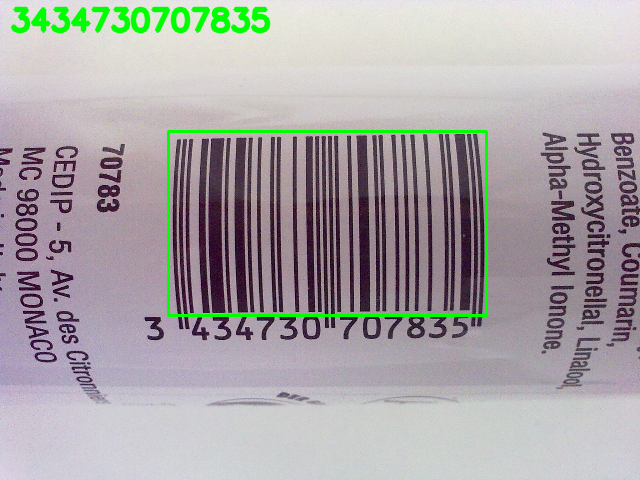 3434730707835
70783
CEDIP - 5, Av. des
MC 98000 MONACO
3 434730 707835
Benzoate, Coumarin,
Hydroxycitronellal, Linalool
Alpha-Methyl Ionone.